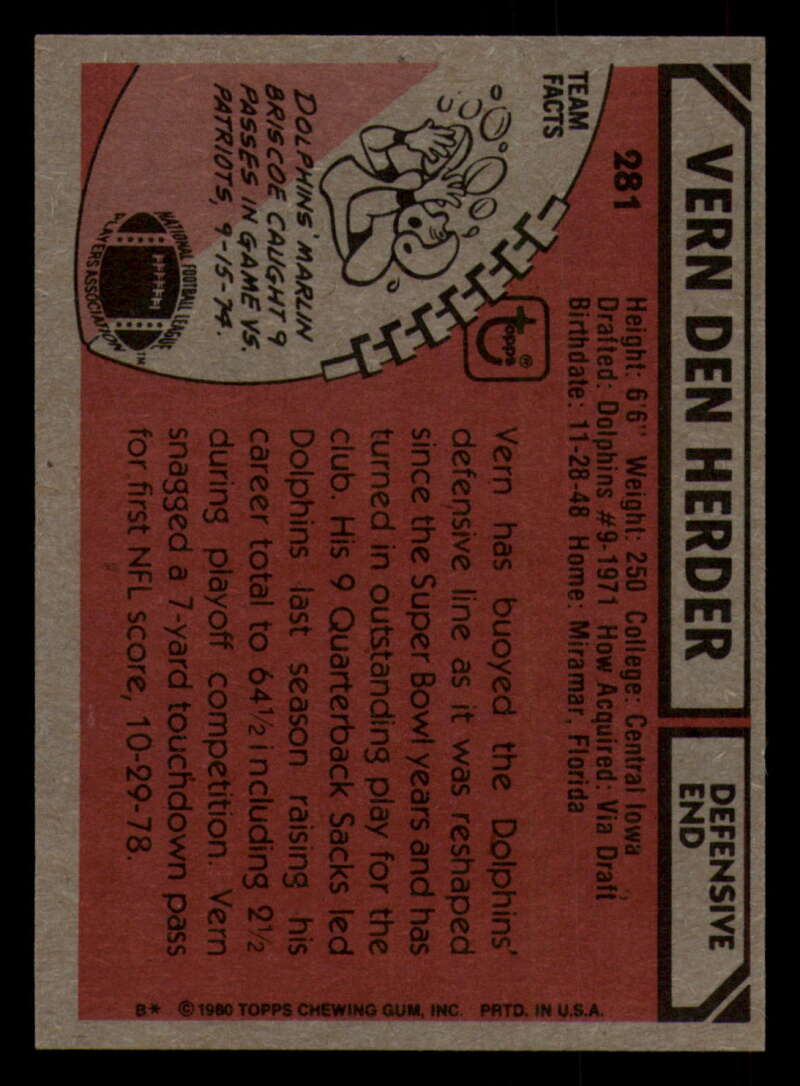 VERN DEN HERDER
DEFENSIVE
END
281
Height: 6'6" Weight: 250 College: Central Iowa
Drafted: Dolphins #9-1971 How Acquired: Via Draft
Birthdate: 11-28-48 Home: Miramar, Florida
TEAM
FACTS
DOLPHINS' MARLIN
BRISCOE CAUGHT 9
PASSES IN GAME VS.
PATRIOTS, 9-15-74.
NATIONAL FOOTBALL LEAGUE
PLAYERS ASSOCIATION
TM
topps®
Vern has buoyed the Dolphins'
defensive line as it was reshaped
since the Super Bowl years and has
turned in outstanding play for the
club. His 9 Quarterback Sacks led
Dolphins last season raising his
career total to 64½ including 2½
during playoff competition. Vern
snagged a 7-yard touchdown pass
for first NFL score, 10-29-78.
B* © 1980 TOPPS CHEWING GUM, INC. PRTD. IN U.S.A.